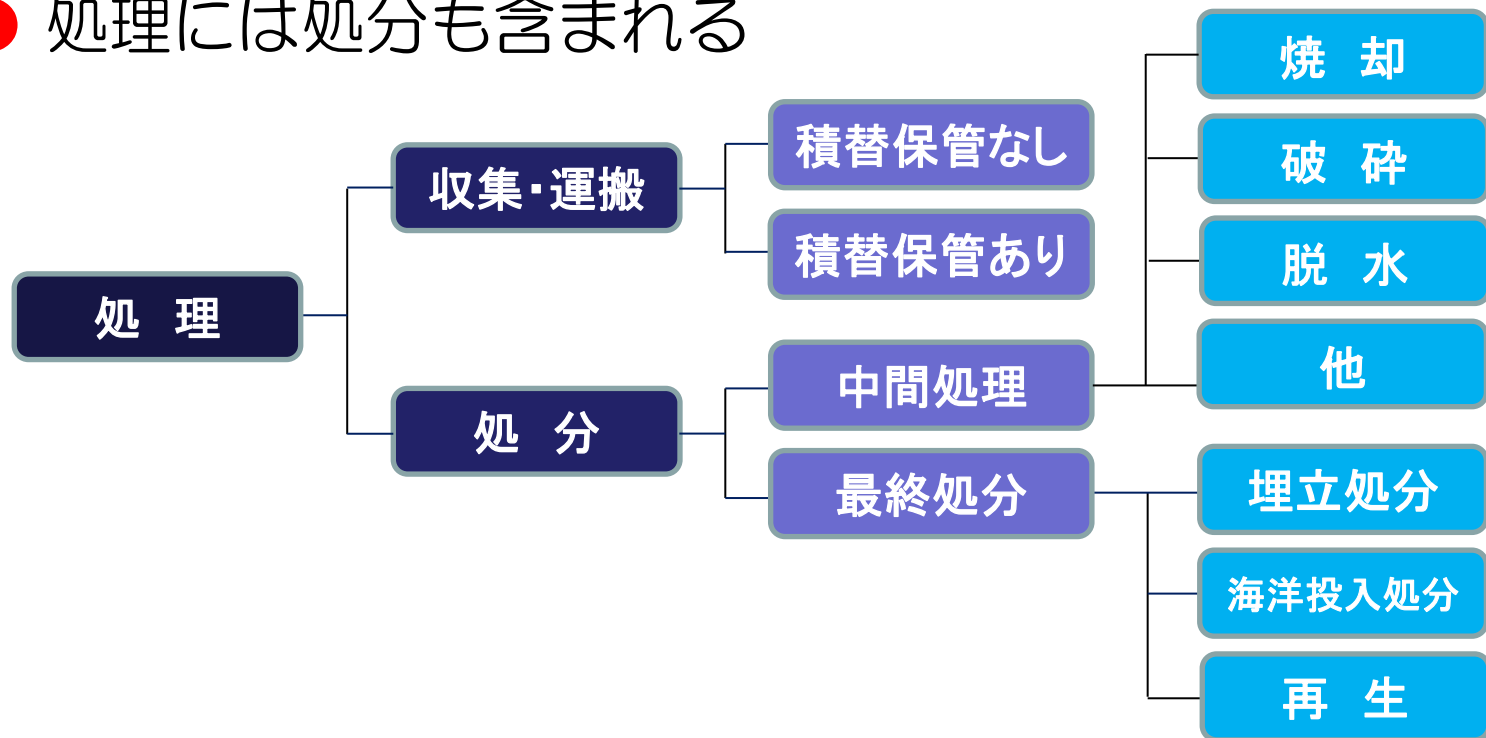 処理には処分も含まれる
処 理
収集・運搬
処 分
積替保管なし
積替保管あり
中間処理
最終処分
焼 却
破 砕
脱 水
他
埋立処分
海洋投入処分
再 生